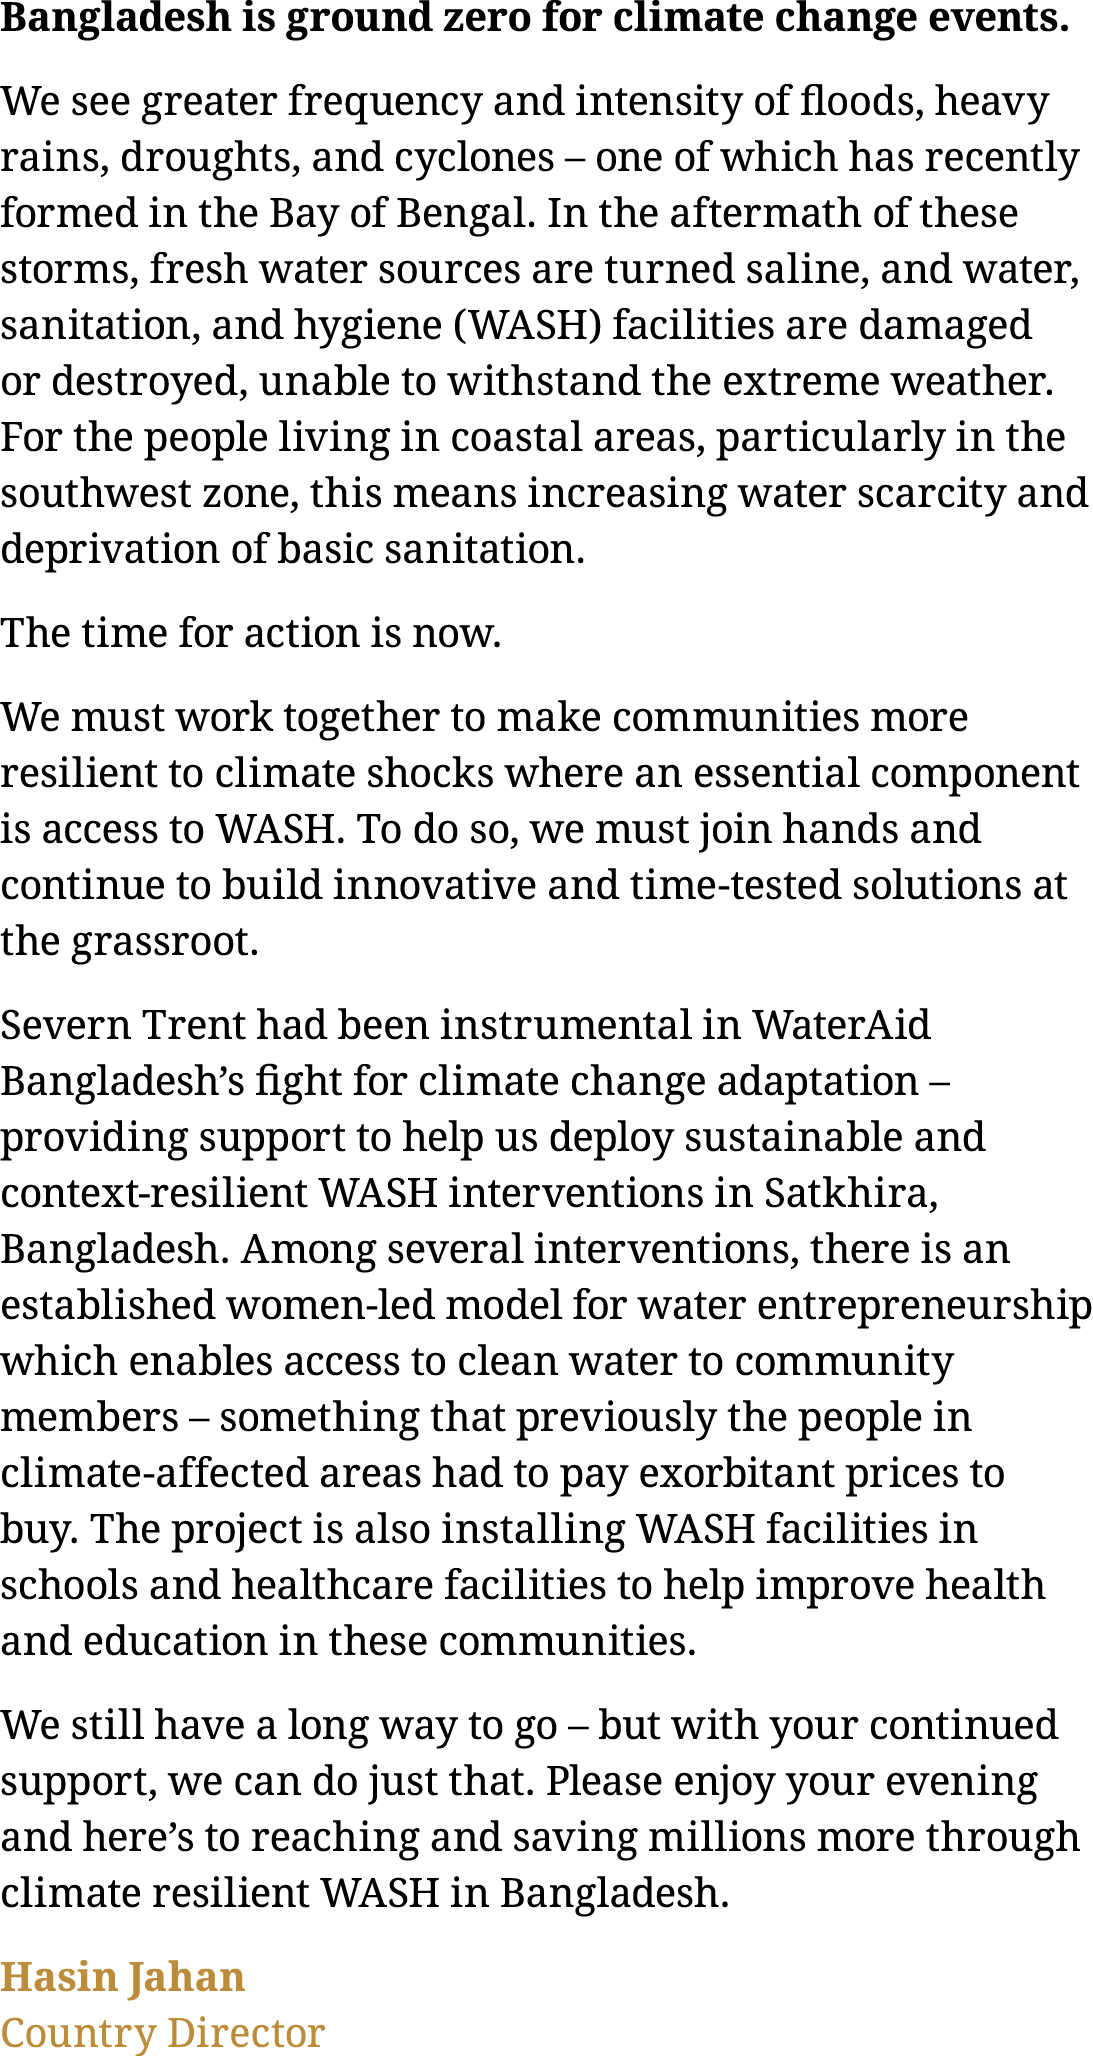 Bangladesh is ground zero for climate change events.
We see greater frequency and intensity of floods, heavy
rains, droughts, and cyclones – one of which has recently
formed in the Bay of Bengal. In the aftermath of these
storms, fresh water sources are turned saline, and water,
sanitation, and hygiene (WASH) facilities are damaged
or destroyed, unable to withstand the extreme weather.
For the people living in coastal areas, particularly in the
southwest zone, this means increasing water scarcity and
deprivation of basic sanitation.
The time for action is now.
We must work together to make communities more
resilient to climate shocks where an essential component
is access to WASH. To do so, we must join hands and
continue to build innovative and time-tested solutions at
the grassroot.
Severn Trent had been instrumental in WaterAid
Bangladesh’s fight for climate change adaptation –
providing support to help us deploy sustainable and
context-resilient WASH interventions in Satkhira,
Bangladesh. Among several interventions, there is an
established women-led model for water entrepreneurship
which enables access to clean water to community
members – something that previously the people in
climate-affected areas had to pay exorbitant prices to
buy. The project is also installing WASH facilities in
schools and healthcare facilities to help improve health
and education in these communities.
We still have a long way to go – but with your continued
support, we can do just that. Please enjoy your evening
and here’s to reaching and saving millions more through
climate resilient WASH in Bangladesh.
Hasin Jahan
Country Director